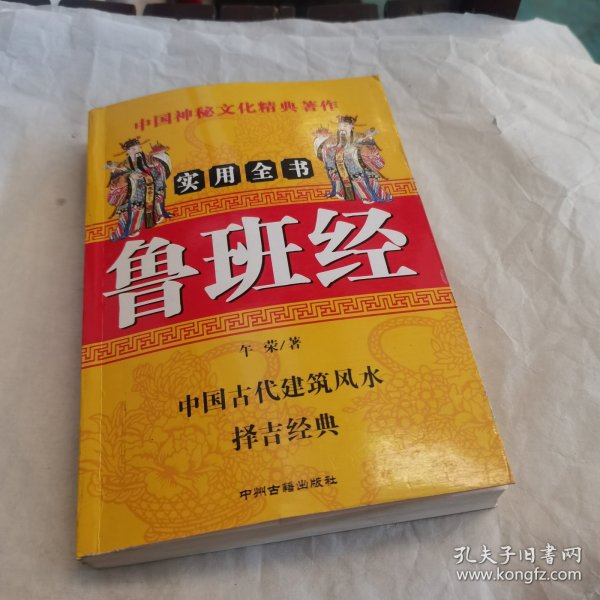 中国神秘文化精典著作
实用全书
鲁班经
午荣/著
中国古代建筑风水
择吉经典
中州古籍出版社
孔夫子旧书网
www.kongfz.com